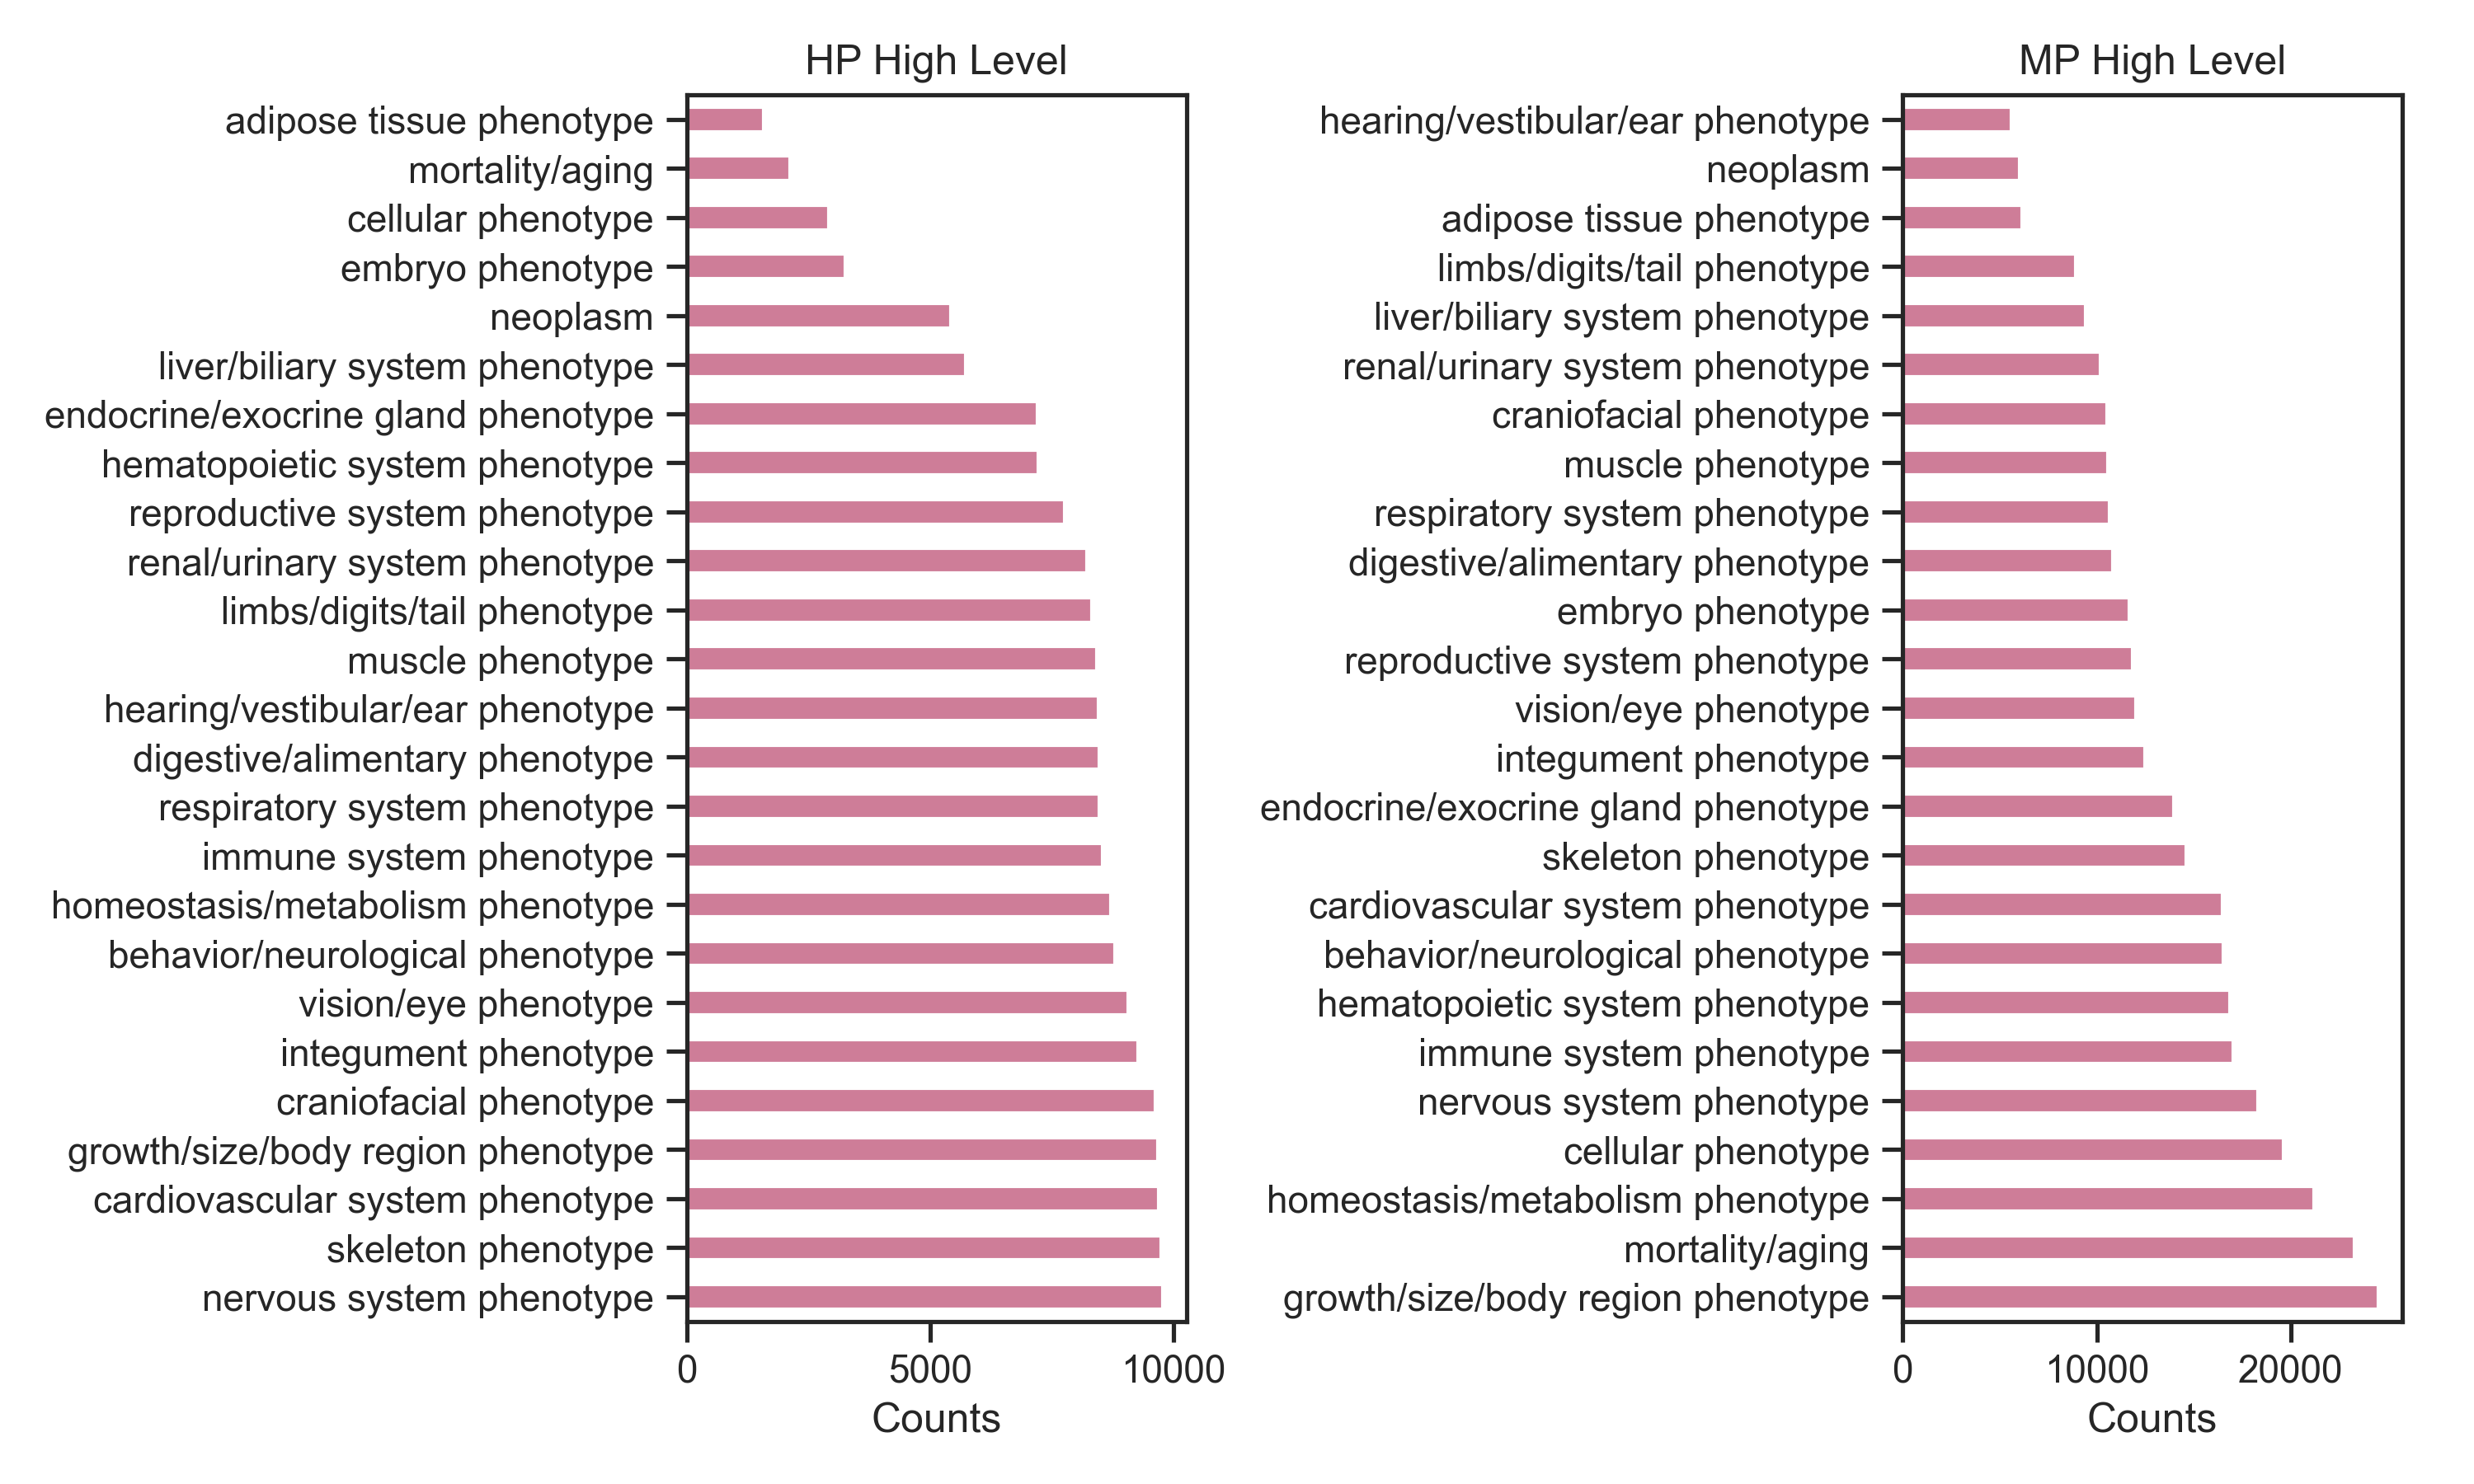 HP High Level
adipose tissue phenotype
mortality/aging
cellular phenotype
embryo phenotype
neoplasm
liver/biliary system phenotype
endocrine/exocrine gland phenotype
hematopoietic system phenotype
reproductive system phenotype
renal/urinary system phenotype
limbs/digits/tail phenotype
muscle phenotype
hearing/vestibular/ear phenotype
digestive/alimentary phenotype
respiratory system phenotype
immune system phenotype
homeostasis/metabolism phenotype
behavior/neurological phenotype
vision/eye phenotype
integument phenotype
craniofacial phenotype
growth/size/body region phenotype
cardiovascular system phenotype
skeleton phenotype
nervous system phenotype
0 5000 10000
Counts
MP High Level
hearing/vestibular/ear phenotype
neoplasm
adipose tissue phenotype
limbs/digits/tail phenotype
liver/biliary system phenotype
renal/urinary system phenotype
craniofacial phenotype
muscle phenotype
respiratory system phenotype
digestive/alimentary phenotype
embryo phenotype
reproductive system phenotype
vision/eye phenotype
integument phenotype
endocrine/exocrine gland phenotype
skeleton phenotype
cardiovascular system phenotype
behavior/neurological phenotype
hematopoietic system phenotype
immune system phenotype
nervous system phenotype
cellular phenotype
homeostasis/metabolism phenotype
mortality/aging
growth/size/body region phenotype
0 10000 20000
Counts